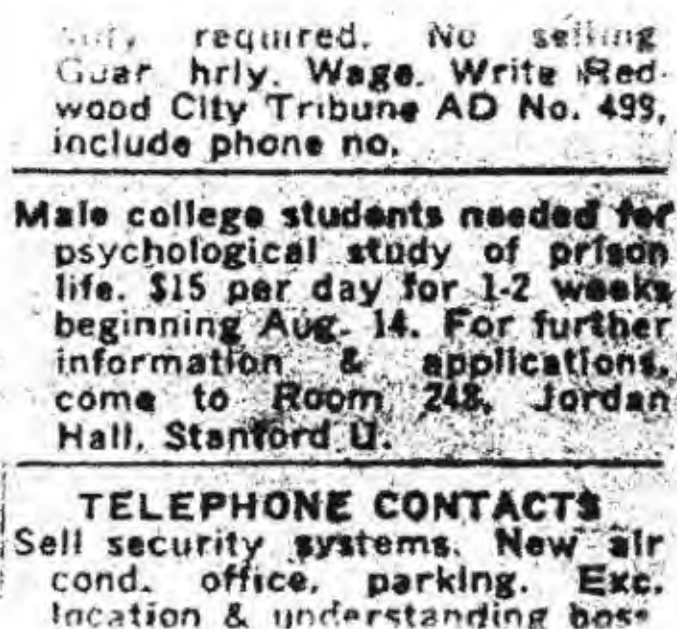 required. No selling
Guar hrly. Wage. Write Red-
wood City Tribune AD No. 499,
include phone no.
Male college students needed for
psychological study of prison
life. $15 per day for 1-2 weeks
beginning Aug. 14. For further
information & applications,
come to Room 248, Jordan
Hall, Stanford U.
TELEPHONE CONTACTS
Sell security systems. New air
cond. office, parking. Exc.
location & understanding boss